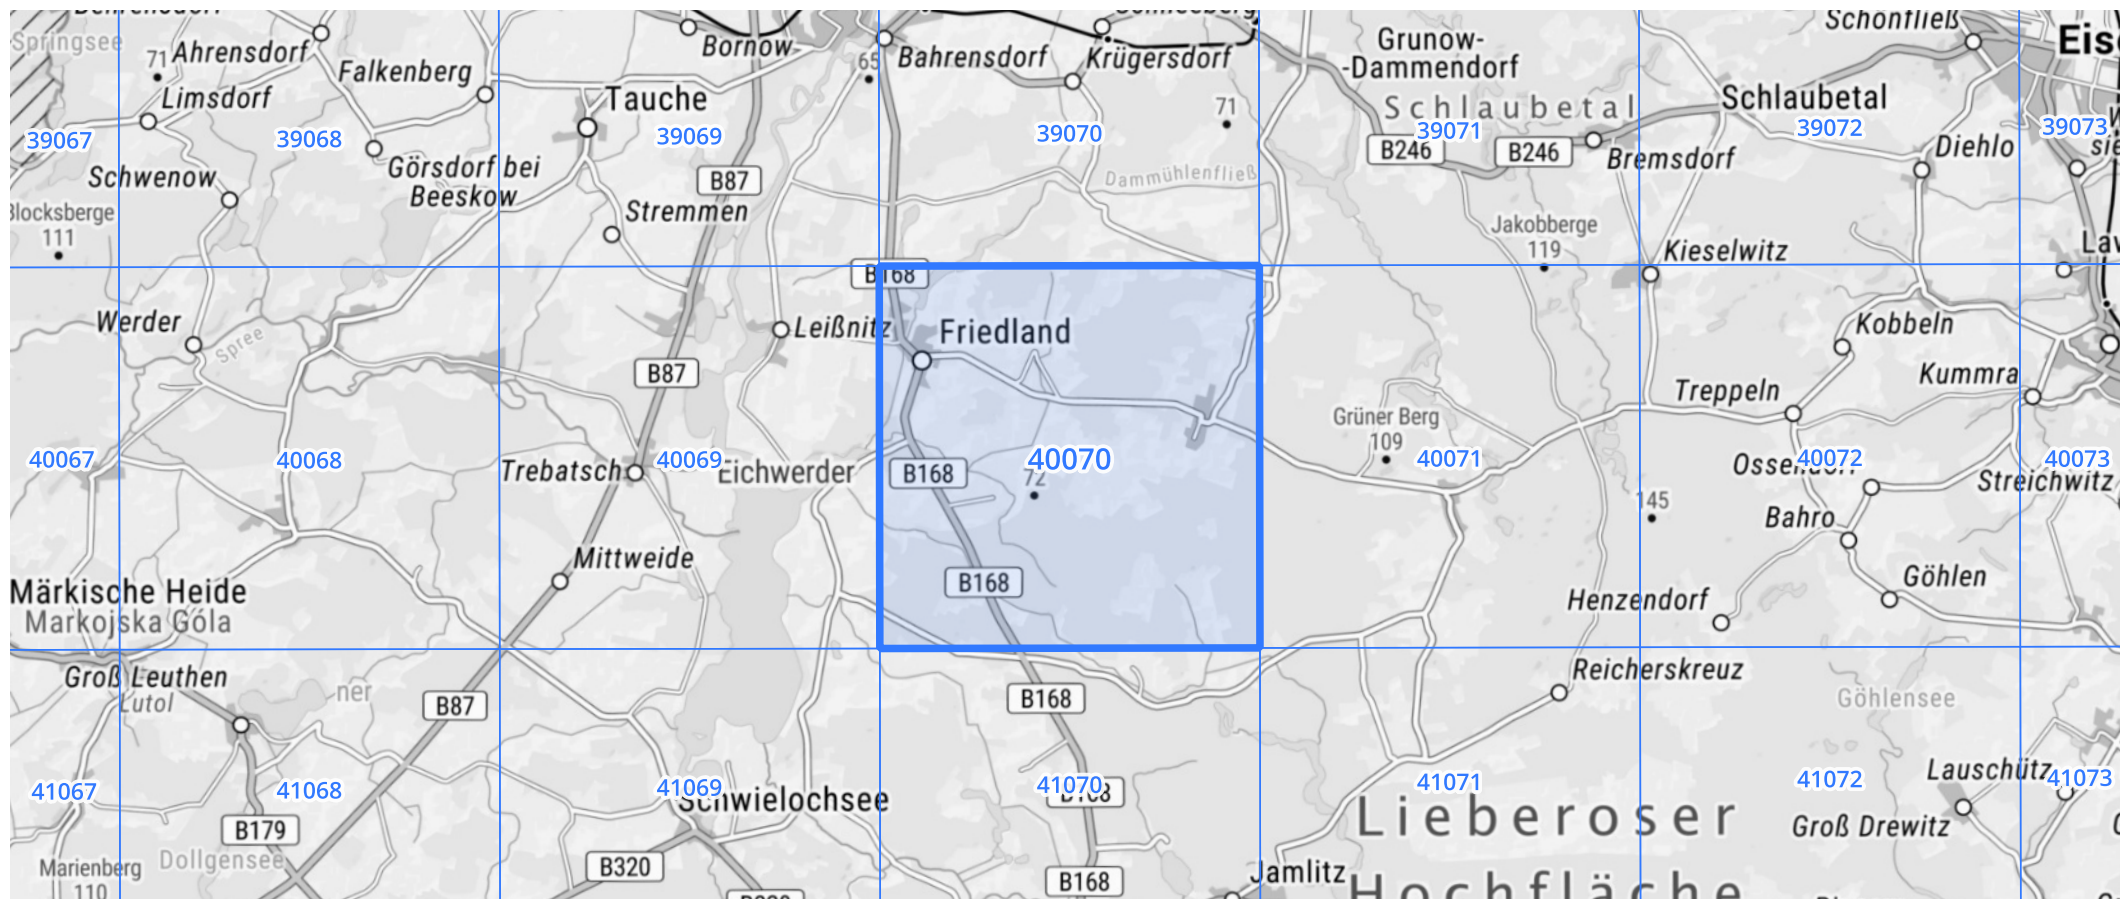 Springsee
71
Ahrensdorf
Limsdorf
Falkenberg
Bornow
Tauche
65
Bahrensdorf
Krügersdorf
71
Grunow-
-Dammendorf
Schlaubetal
Schönfließ
Schlaubetal
39067
39068
39069
39070
39071
39072
39073
Görsdorf bei
Beeskow
Schwenow
B87
Stremmen
Dammühlenfließ
B246
B246
Bremsdorf
Diehlo
111
Jakobberge
119
Kieselwitz
B168
Werder
Spree
Leißnitz
Friedland
Kobbeln
B87
Treppeln
Kummra
Grüner Berg
109
40067
40068
Trebatsch
40069
Eichwerder
B168
40070
72
40071
40072
40073
Streichwitz
145
Bahro
Mittweide
B168
Göhlen
Henzendorf
Märkische Heide
Markojska Góla
Groß Leuthen
Lutol
ner
B87
B168
Reicherskreuz
Göhlensee
41067
41068
41069
Schwielochsee
41070
B168
41071
41072
Lauschütz
41073
B179
Lieberoser
Groß Drewitz
Marienberg
110
Dollgensee
B320
B168
Jamlitz
Hochfläche